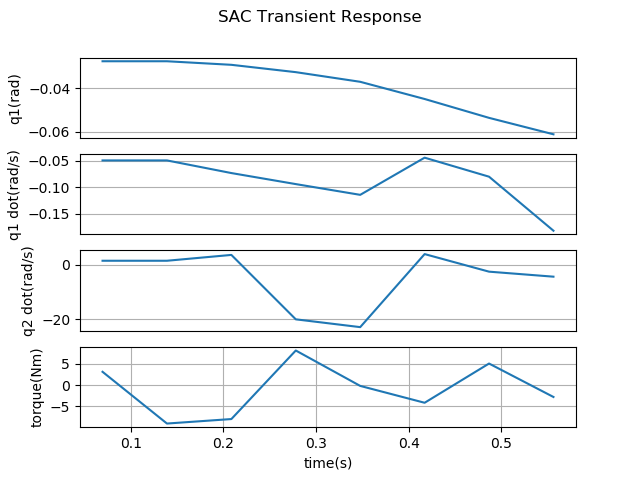 SAC Transient Response
q1(rad)
−0.04
−0.06
q1 dot(rad/s)
−0.05
−0.10
−0.15
q2 dot(rad/s)
0
−20
torque(Nm)
5
0
−5
0.1 0.2 0.3 0.4 0.5
time(s)